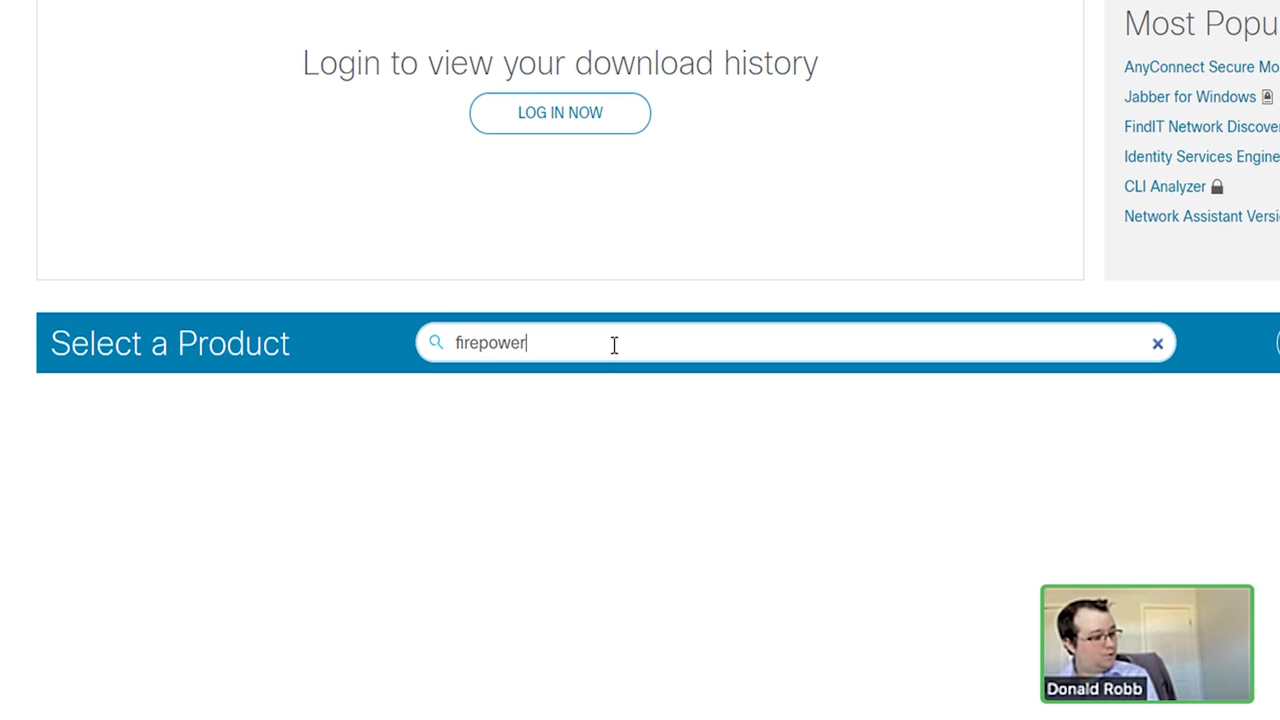 Login to view your download history
LOG IN NOW
Most Popu
AnyConnect Secure Mo
Jabber for Windows
FindIT Network Discove
Identity Services Engine
CLI Analyzer
Network Assistant Versi
Select a Product
firepower
Donald Robb